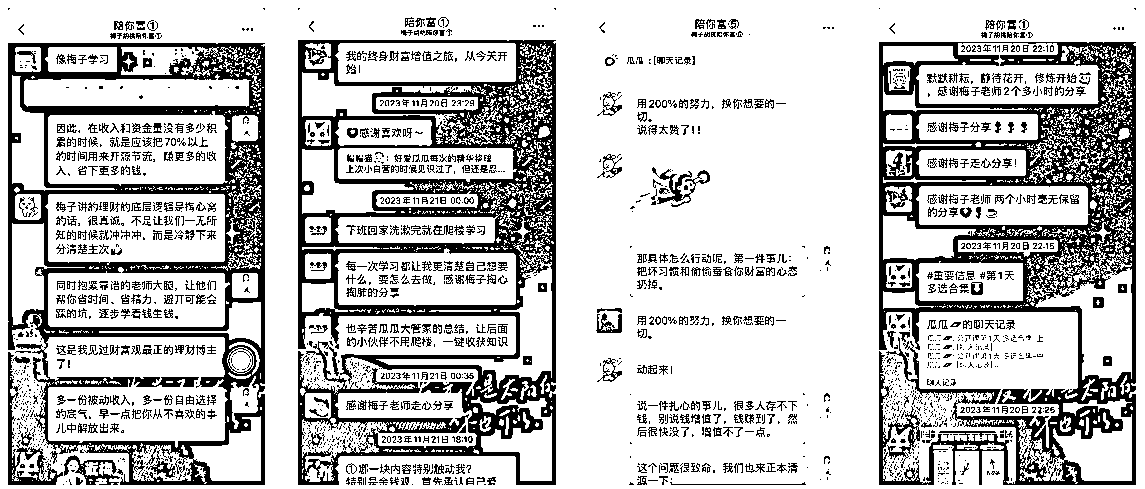 陪你富①
像梅子学习
因此，在收入和资金量没有多少积
累的时候，就是应该把70%以上
的时间用来开源节流，赚更多的收
入、省下更多的钱。
梅子讲的理财的底层逻辑是掏心窝
的话，很真诚。不是让我们一无所
知的时候就冲冲冲，而是冷静下来
分清楚主次
同时抱紧靠谱的老师大腿，让他们
帮你省时间、省精力、避开可能会
踩的坑，逐步学着钱生钱。
这是我见过财富观最正的理财博主
了！
多一份被动收入，多一份自由选择
的底气，早一点把你从不喜欢的事
儿中解放出来。
陪你富①
我的终身财富增值之旅，从今天开
始！
2023年11月20日 23:29
感谢喜欢呀～
2023年11月21日 00:00
下班回家洗漱完就在爬楼学习
每一次学习都让我更清楚自己想要
什么，要怎么去做，感谢梅子掏心
掏肺的分享
也辛苦瓜瓜大管家的总结，让后面
的小伙伴不用爬楼，一键收获知识
2023年11月21日 00:35
感谢梅子老师走心分享
2023年11月21日 18:10
①哪一块内容特别触动我？
特别是金钱观，首先承认自己爱
陪你富⑤
瓜瓜：[聊天记录]
用200%的努力，换你想要的一
切。
说得太赞了！！
那具体怎么行动呢，第一件事儿：
把坏习惯和偷偷蚕食你财富的心态
扔掉。
用200%的努力，换你想要的一
切。
动起来！
说一件扎心的事儿，很多人存不下
钱，别说钱增值了，钱赚到了，然
后很快没了，增值不了一点。
这个问题很致命，我们也来正本清
源一下：
陪你富①
2023年11月20日 22:10
默默耕耘，静待花开，修炼开始
，感谢梅子老师2个多小时的分享
感谢梅子分享
感谢梅子走心分享！
感谢梅子老师 两个小时毫无保留
的分享
2023年11月20日 22:15
#重要信息 #第1天
多选合集
瓜瓜的聊天记录
聊天记录
2023年11月20日 22:25